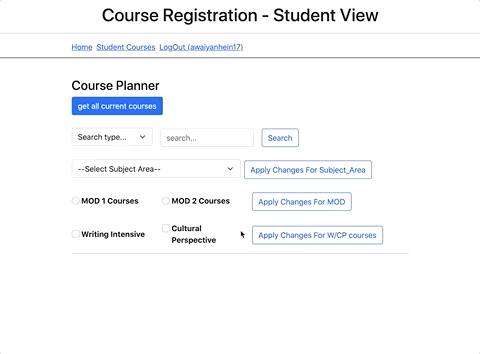 Course Registration - Student View
Home Student Courses LogOut (awaiyanhein17)
Course Planner
get all current courses
Search type... search... Search
--Select Subject Area-- Apply Changes For Subject_Area
MOD 1 Courses MOD 2 Courses Apply Changes For MOD
Writing Intensive Cultural Perspective Apply Changes For W/CP courses